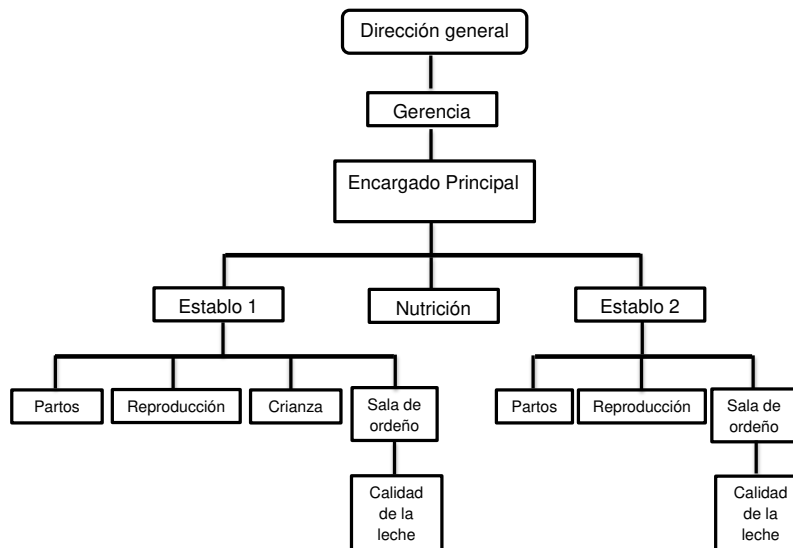 Dirección general
Gerencia
Encargado Principal
Establo 1
Nutrición
Establo 2
Partos
Reproducción
Crianza
Sala de
ordeño
Partos
Reproducción
Sala de
ordeño
Calidad
de la
leche
Calidad
de la
leche